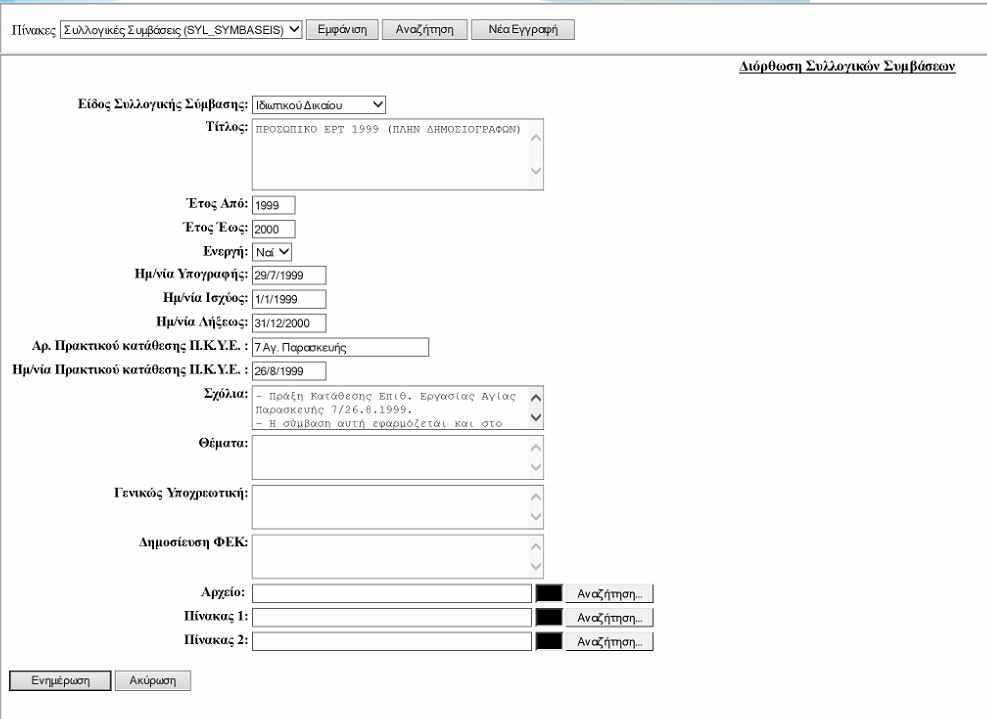 Πίνακες Συλλογικές Συμβάσεις (SYL_SYMBASEIS) Εμφάνιση Αναζήτηση Νέα Εγγραφή
Διόρθωση Συλλογικών Συμβάσεων
Είδος Συλλογικής Σύμβασης: Ιδιωτικού Δικαίου
Τίτλος: ΠΡΟΣΩΠΙΚΟ ΕΡΤ 1999 (ΠΛΗΝ ΔΗΜΟΣΙΟΓΡΑΦΩΝ)
Έτος Από: 1999
Έτος Έως: 2000
Ενεργή: Ναί
Ημ/νία Υπογραφής: 29/7/1999
Ημ/νία Ισχύος: 1/1/1999
Ημ/νία Λήξεως: 31/12/2000
Αρ. Πρακτικού κατάθεσης Π.Κ.Υ.Ε. : 7 Αγ. Παρασκευής
Ημ/νία Πρακτικού κατάθεσης Π.Κ.Υ.Ε. : 26/8/1999
Σχόλια: - Πράξη Κατάθεσης Επιθ. Εργασίας Αγίας
Παρασκευής 7/26.8.1999.
- Η σύμβαση αυτή εφαρμόζεται και στο
Θέματα:
Γενικώς Υποχρεωτική:
Δημοσίευση ΦΕΚ:
Αρχείο: Αναζήτηση...
Πίνακας 1: Αναζήτηση...
Πίνακας 2: Αναζήτηση...
Ενημέρωση Ακύρωση